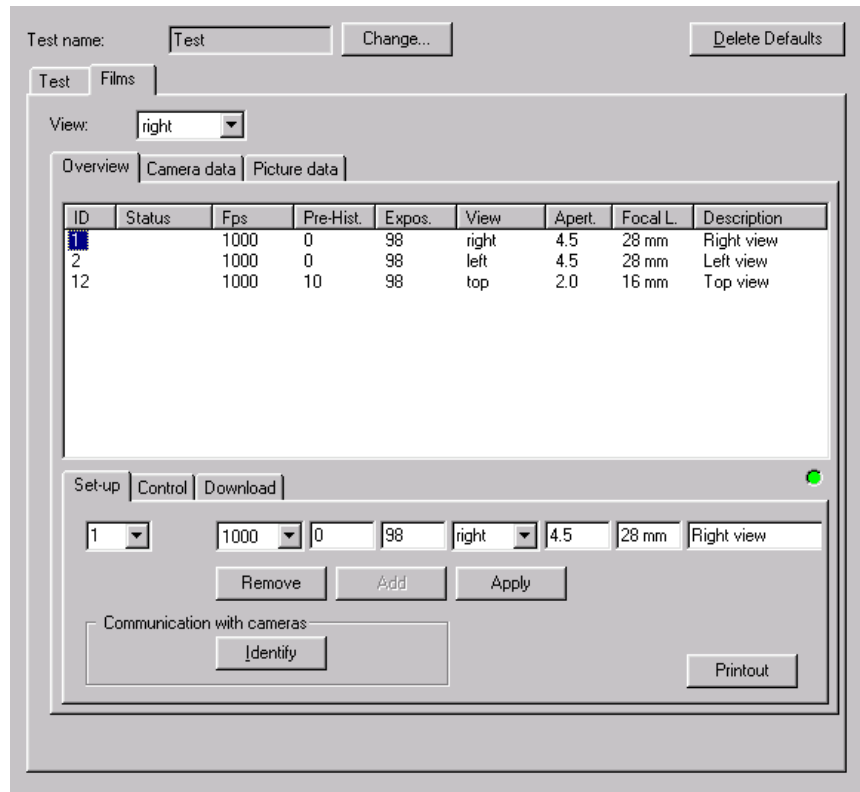 Test name: Test Change... Delete Defaults
Test Films
View: right
Overview Camera data Picture data
ID Status Fps Pre-Hist. Expos. View Apert. Focal L. Description
1 1000 0 98 right 4.5 28 mm Right view
2 1000 0 98 left 4.5 28 mm Left view
12 1000 10 98 top 2.0 16 mm Top view
Set-up Control Download
1 1000 0 98 right 4.5 28 mm Right view
Remove Add Apply
Communication with cameras
Identify
Printout